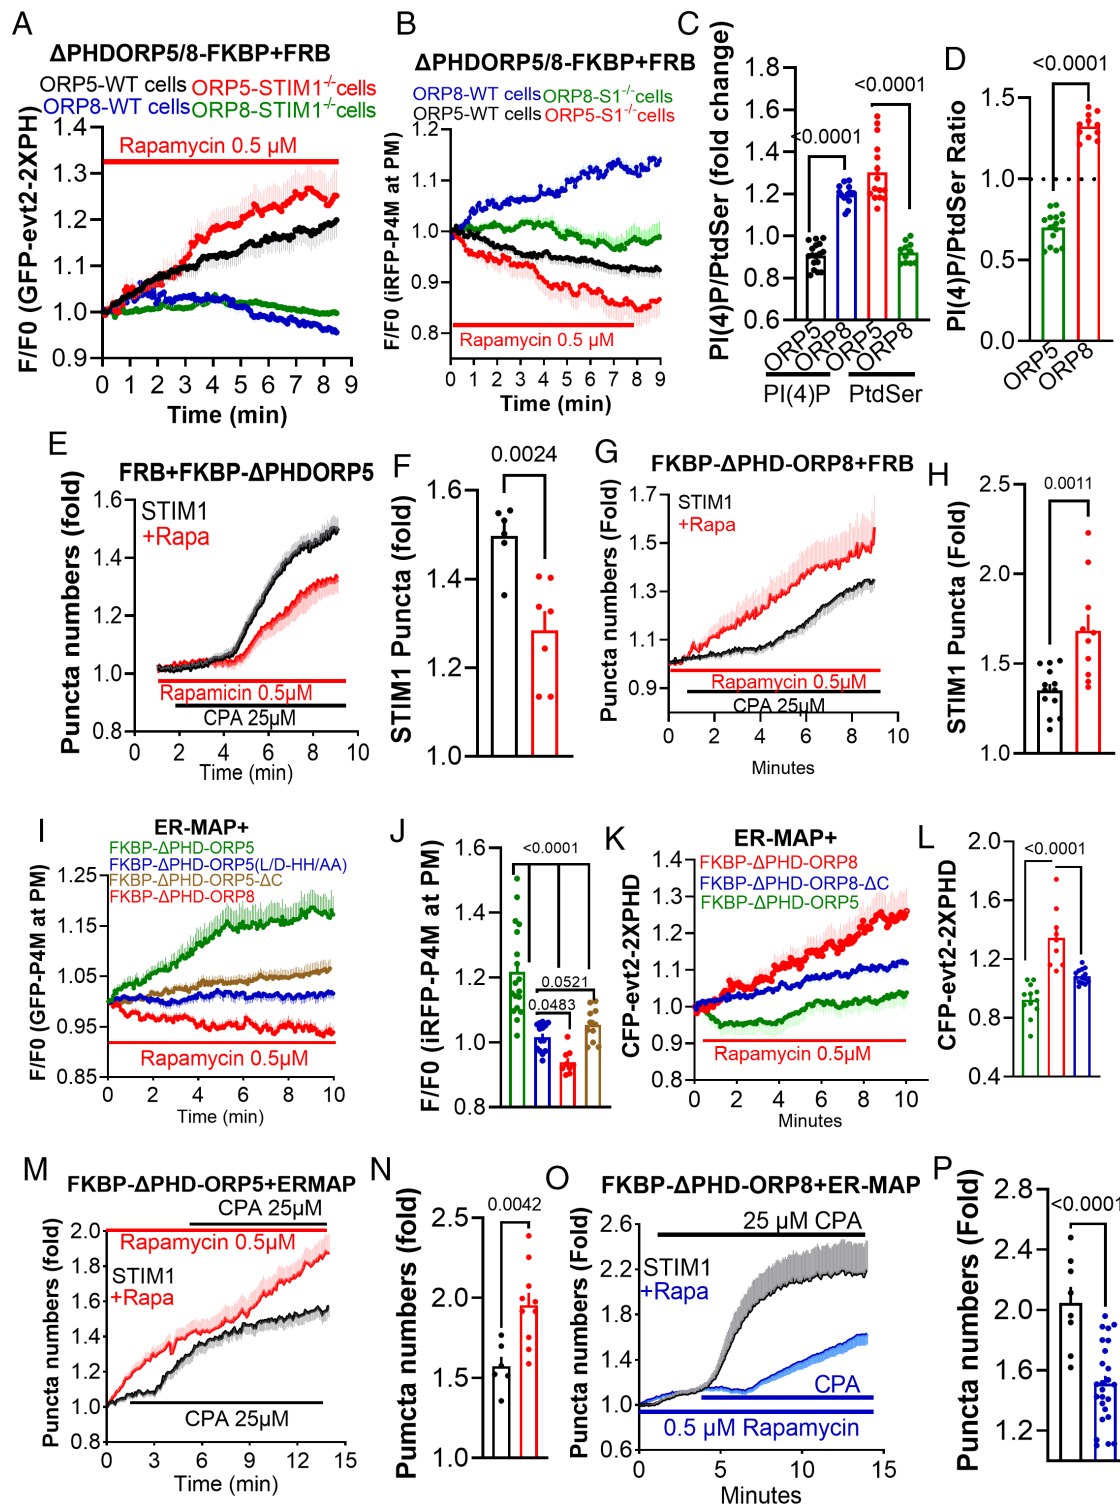 A
ΔPHDORP5/8-FKBP+FRB
ORP5-WT cells ORP5-STIM1-/-cells
ORP8-WT cells ORP8-STIM1-/-cells
Rapamycin 0.5 µM
F/F0 (GFP-evt2-2XPH)
1.4
1.3
1.2
1.1
1.0
0.9
0 1 2 3 4 5 6 7 8 9
Time (min)
B
ΔPHDORP5/8-FKBP+FRB
ORP8-WT cells ORP8-S1-/-cells
ORP5-WT cells ORP5-S1-/-cells
F/F0 (iRFP-P4M at PM)
1.2
1.1
1.0
0.9
0.8
Rapamycin 0.5 µM
0 1 2 3 4 5 6 7 8 9
Time (min)
C
PI(4)P/PtdSer (fold change)
1.8
1.6
1.4
1.2
1.0
0.8
0.6
<0.0001
<0.0001
ORP5
ORP8
ORP5
ORP8
PI(4)P PtdSer
D
PI(4)P/PtdSer Ratio
<0.0001
1.5
1.0
0.5
0.0
ORP5
ORP8
E
FRB+FKBP-ΔPHDORP5
STIM1
+Rapa
Puncta numbers (fold)
1.6
1.4
1.2
1.0
0.8
Rapamicin 0.5µM
CPA 25µM
0 2 4 6 8 10
Time (min)
F
0.0024
STIM1 Puncta (fold)
1.6
1.4
1.2
1.0
G
FKBP-ΔPHD-ORP8+FRB
STIM1
+Rapa
Puncta numbers (Fold)
1.7
1.5
1.3
1.1
0.9
Rapamycin 0.5µM
CPA 25µM
0 2 4 6 8 10
Minutes
H
0.0011
STIM1 Puncta (Fold)
2.5
2.0
1.5
1.0
I
ER-MAP+
FKBP-ΔPHD-ORP5
FKBP-ΔPHD-ORP5(L/D-HH/AA)
FKBP-ΔPHD-ORP5-ΔC
FKBP-ΔPHD-ORP8
F/F0 (GFP-P4M at PM)
1.25
1.15
1.05
0.95
0.85
Rapamycin 0.5µM
0 2 4 6 8 10
Time (min)
J
F/F0 (iRFP-P4M at PM)
1.6
1.4
1.2
1.0
0.8
<0.0001
0.0521
0.0483
K
ER-MAP+
FKBP-ΔPHD-ORP8
FKBP-ΔPHD-ORP8-ΔC
FKBP-ΔPHD-ORP5
CFP-evt2-2XPHD
1.4
1.3
1.2
1.1
1.0
0.9
0.8
Rapamycin 0.5µM
0 2 4 6 8 10
Minutes
L
CFP-evt2-2XPHD
<0.0001
2.0
1.6
1.2
0.8
0.4
M
FKBP-ΔPHD-ORP5+ERMAP
CPA 25µM
Rapamycin 0.5µM
STIM1
+Rapa
Puncta numbers (Fold)
2.0
1.8
1.6
1.4
1.2
1.0
0.8
CPA 25µM
0 3 6 9 12 15
Time (min)
N
0.0042
Pumcta numbers (fold)
2.5
2.0
1.5
1.0
O
FKBP-ΔPHD-ORP8+ER-MAP
25 µM CPA
STIM1
+Rapa
Puncta numbers (Fold)
2.6
2.2
1.8
1.4
1.0
0.6
CPA
0.5 µM Rapamycin
0 5 10 15
Minutes
P
<0.0001
Puncta numbers (Fold)
2.8
2.4
2.0
1.6
1.2